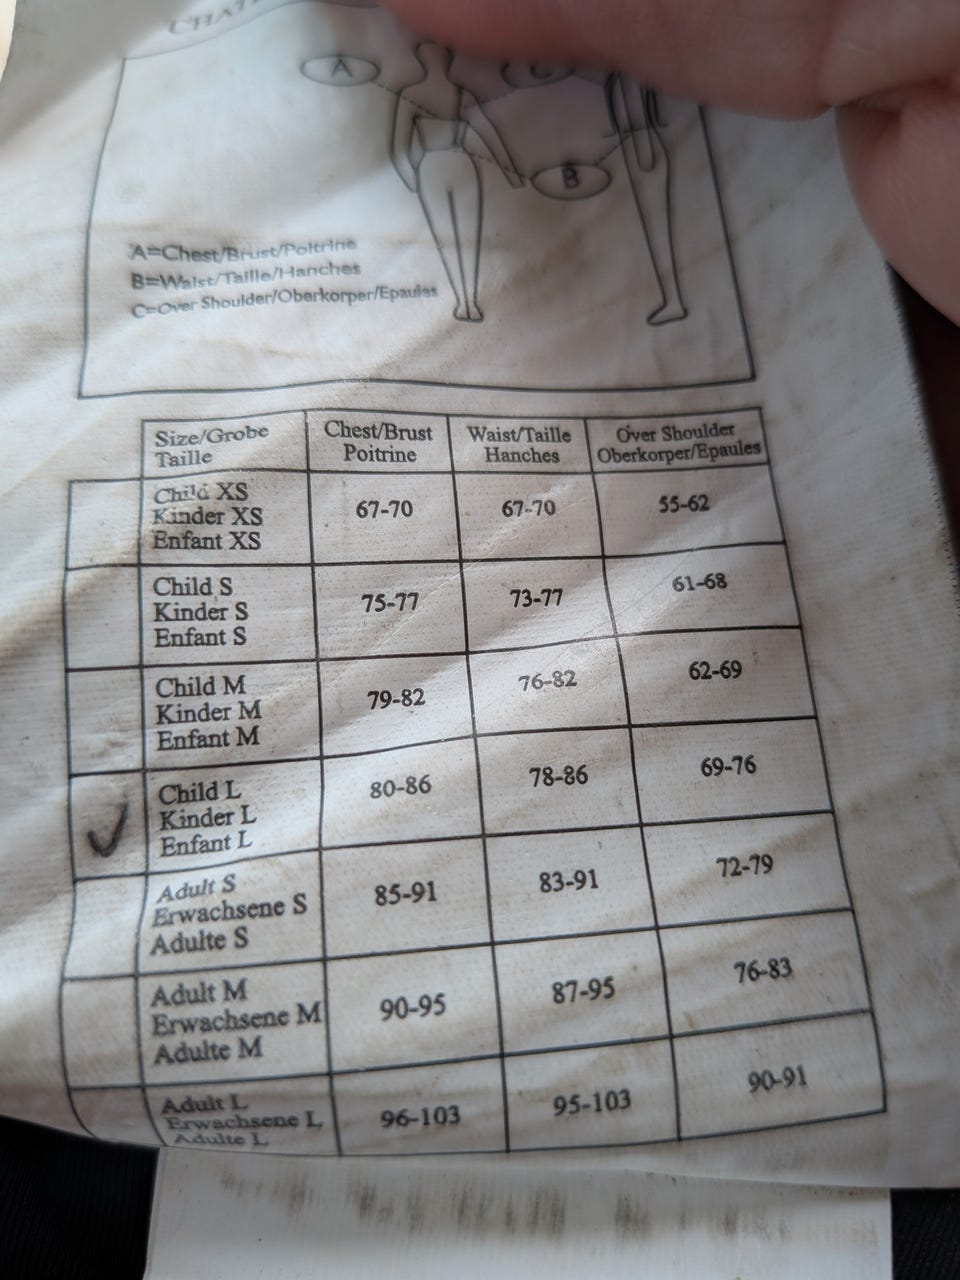 A
B
A=Chest/Brust/Poitrine
B=Waist/Taille/Hanches
C=Over Shoulder/Oberkorper/Epaules
Size/Grobe
Taille
Chest/Brust
Poitrine
Waist/Taille
Hanches
Over Shoulder
Oberkorper/Epaules
Child XS
Kinder XS
Enfant XS
67-70
67-70
55-62
Child S
Kinder S
Enfant S
75-77
73-77
61-68
Child M
Kinder M
Enfant M
79-82
76-82
62-69
Child L
Kinder L
Enfant L
80-86
78-86
69-76
Adult S
Erwachsene S
Adulte S
85-91
83-91
72-79
Adult M
Erwachsene M
Adulte M
90-95
87-95
76-83
Adult L
Erwachsene L
Adulte L
96-103
95-103
90-91